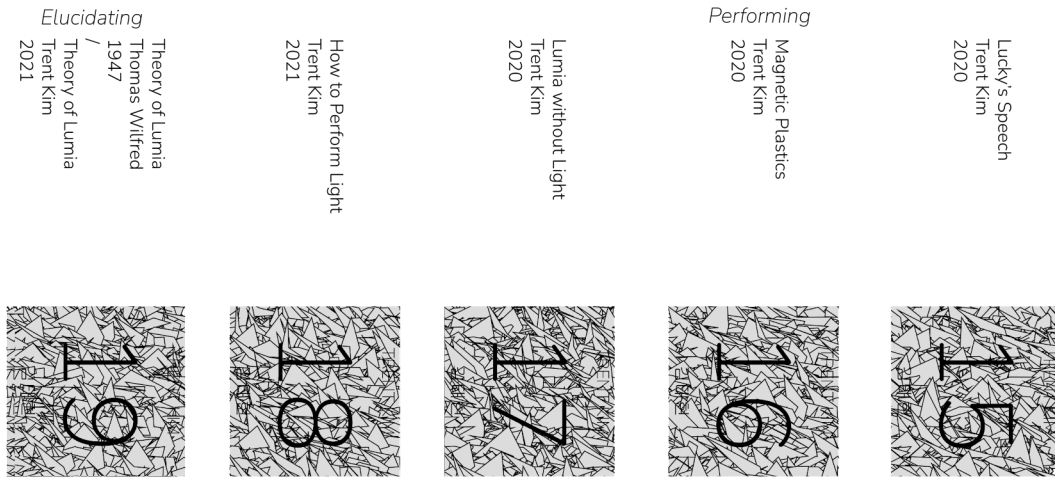 Elucidating
Theory of Lumia
Thomas Wilfred
1947
/
Theory of Lumia
Trent Kim
2021
19
How to Perform Light
Trent Kim
2021
18
Lumia without Light
Trent Kim
2020
17
Performing
Magnetic Plastics
Trent Kim
2020
16
Lucky's Speech
Trent Kim
2020
15